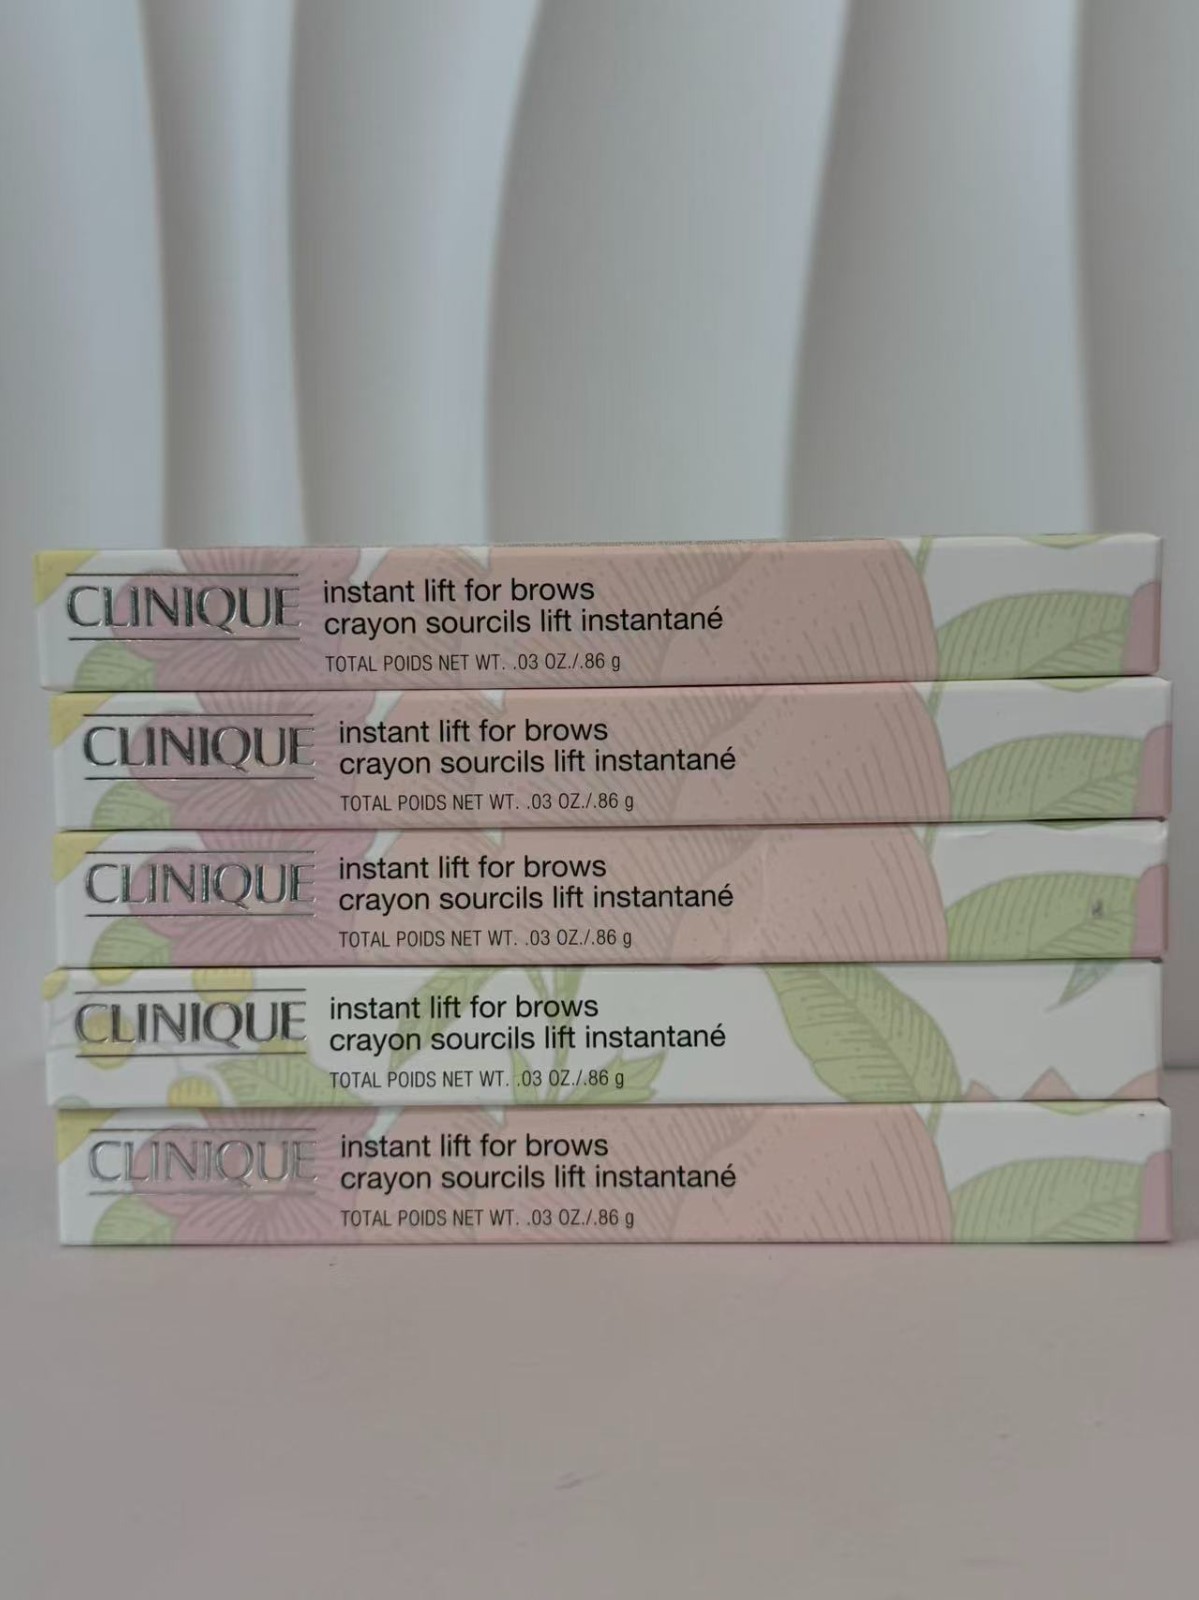 CLINIQUE
instant lift for brows
crayon sourcils lift instantané
TOTAL POIDS NET WT. .03 OZ./.86 g
CLINIQUE
instant lift for brows
crayon sourcils lift instantané
TOTAL POIDS NET WT. .03 OZ./.86 g
CLINIQUE
instant lift for brows
crayon sourcils lift instantané
TOTAL POIDS NET WT. .03 OZ./.86 g
CLINIQUE
instant lift for brows
crayon sourcils lift instantané
TOTAL POIDS NET WT. .03 OZ./.86 g
CLINIQUE
instant lift for brows
crayon sourcils lift instantané
TOTAL POIDS NET WT. .03 OZ./.86 g